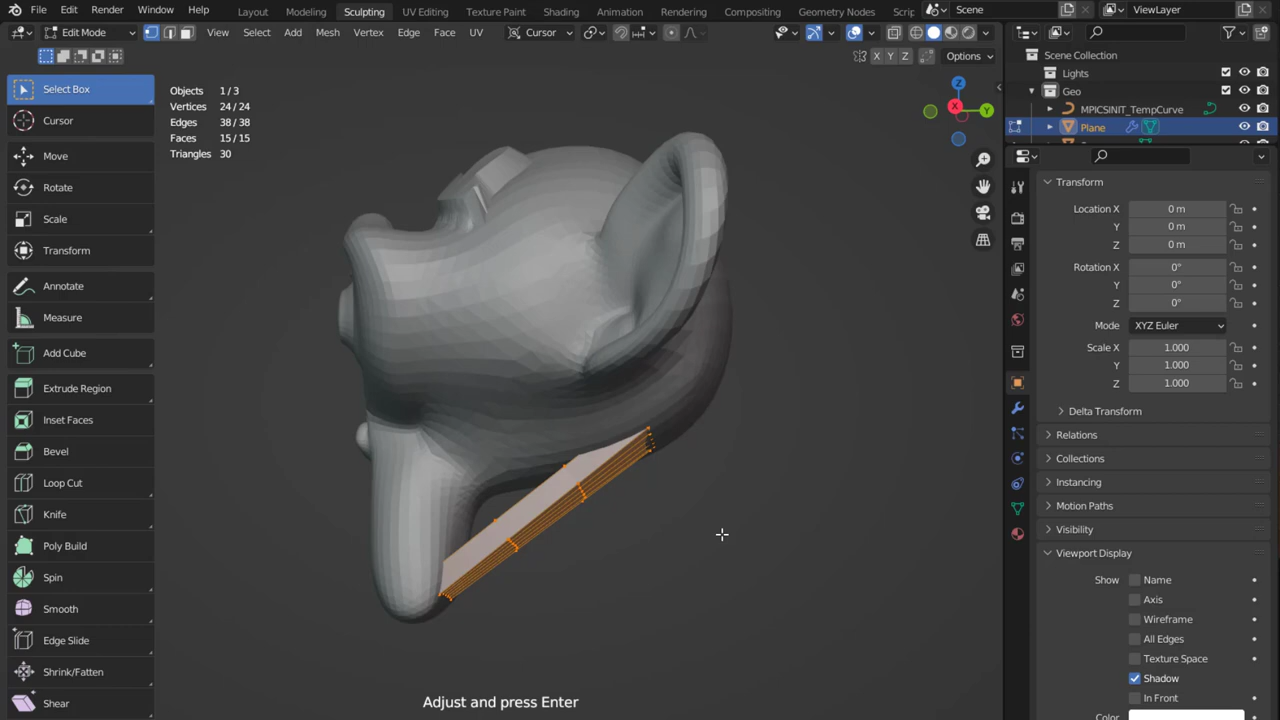 File Edit Render Window Help Layout Modeling Sculpting UV Editing Texture Paint Shading Animation Rendering Compositing Geometry Nodes Scrip Scene ViewLayer
Edit Mode View Select Add Mesh Vertex Edge Face UV Cursor
X Y Z Options
Select Box
Cursor
Move
Rotate
Scale
Transform
Annotate
Measure
Add Cube
Extrude Region
Inset Faces
Bevel
Loop Cut
Knife
Poly Build
Spin
Smooth
Edge Slide
Shrink/Fatten
Shear
Objects 1 / 3
Vertices 24 / 24
Edges 38 / 38
Faces 15 / 15
Triangles 30
Z
X
Y
Adjust and press Enter
Scene Collection
Lights
Geo
MPICSINIT_TempCurve
Plane
Transform
Location X 0 m
Y 0 m
Z 0 m
Rotation X 0°
Y 0°
Z 0°
Mode XYZ Euler
Scale X 1.000
Y 1.000
Z 1.000
Delta Transform
Relations
Collections
Instancing
Motion Paths
Visibility
Viewport Display
Show Name
Axis
Wireframe
All Edges
Texture Space
Shadow
In Front
Color